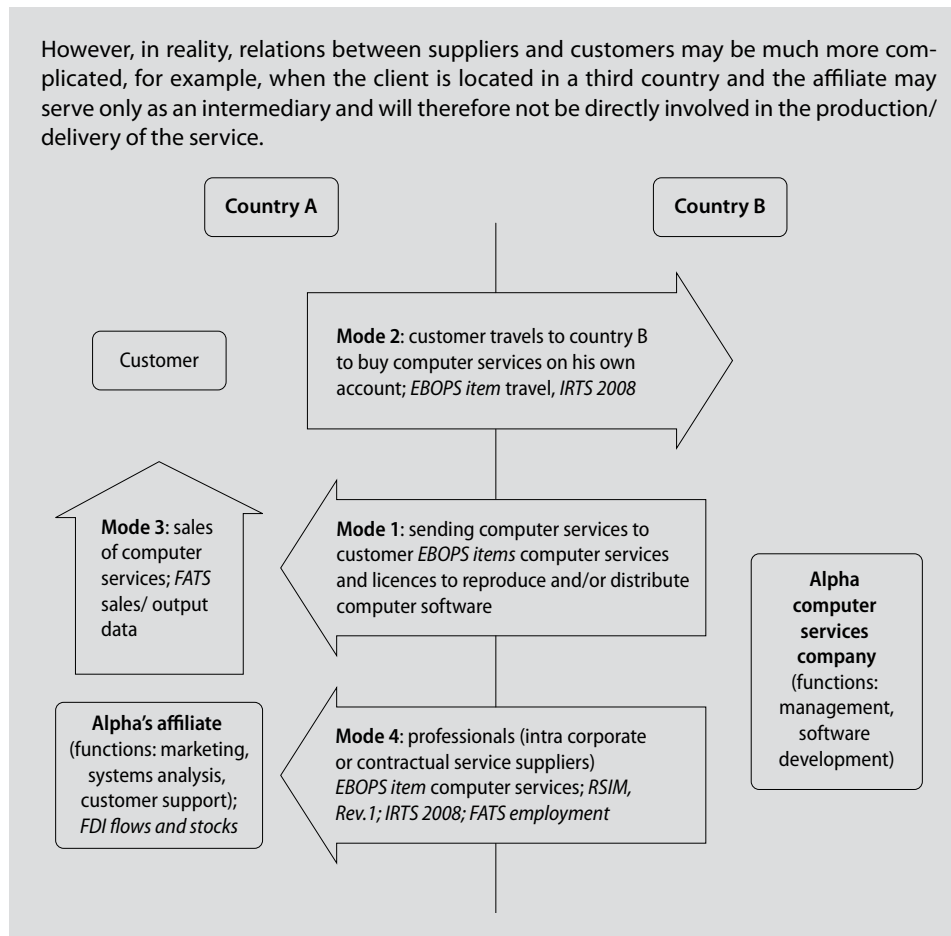 However, in reality, relations between suppliers and customers may be much more com-
plicated, for example, when the client is located in a third country and the affiliate may
serve only as an intermediary and will therefore not be directly involved in the production/
delivery of the service.
Country A
Country B
Mode 2: customer travels to country B
to buy computer services on his own
account; EBOPS item travel, IRTS 2008
Customer
Mode 3: sales
of computer
services; FATS
sales/ output
data
Mode 1: sending computer services to
customer EBOPS items computer services
and licences to reproduce and/or distribute
computer software
Alpha
computer
services
company
(functions:
management,
software
development)
Alpha's affiliate
(functions: marketing,
systems analysis,
customer support);
FDI flows and stocks
Mode 4: professionals (intra corporate
or contractual service suppliers)
EBOPS item computer services; RSIM,
Rev.1; IRTS 2008; FATS employment